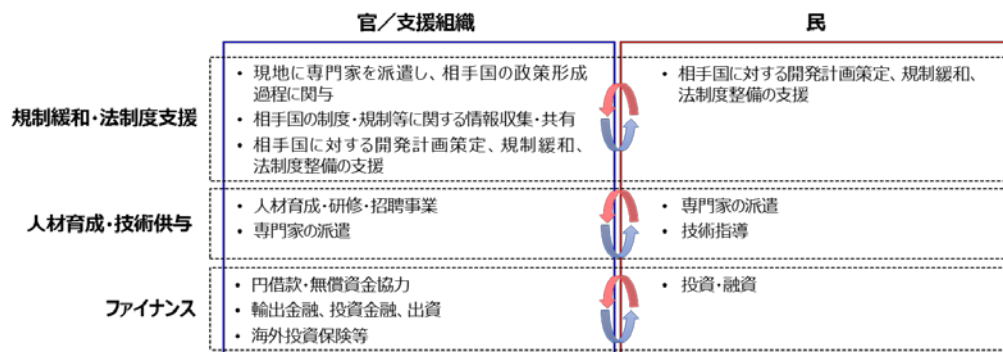 官／支援組織
民
規制緩和・法制度支援
• 現地に専門家を派遣し、相手国の政策形成
過程に関与
• 相手国の制度・規制等に関する情報収集・共有
• 相手国に対する開発計画策定、規制緩和、
法制度整備の支援
• 相手国に対する開発計画策定、規制緩和、
法制度整備の支援
人材育成・技術供与
• 人材育成・研修・招聘事業
• 専門家の派遣
• 専門家の派遣
• 技術指導
ファイナンス
• 円借款・無償資金協力
• 輸出金融、投資金融、出資
• 海外投資保険等
• 投資・融資